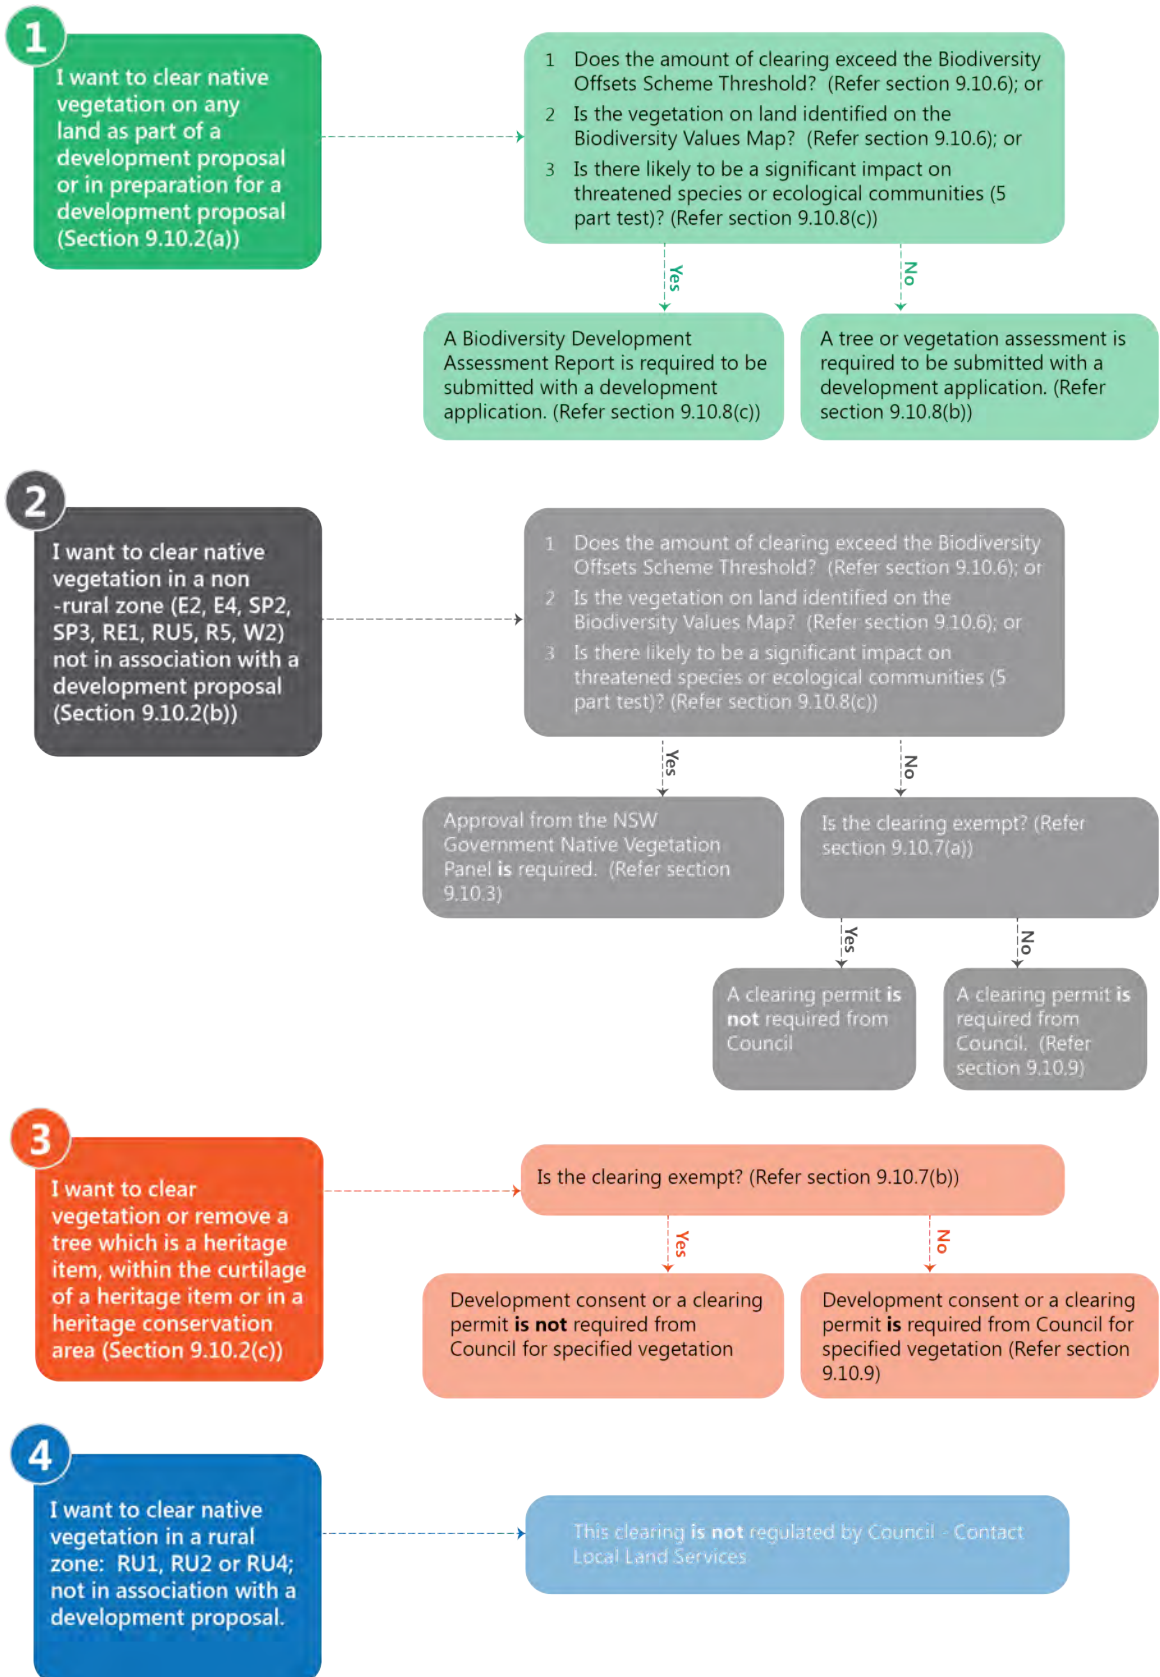 1
I want to clear native
vegetation on any
land as part of a
development proposal
or in preparation for a
development proposal
(Section 9.10.2(a))
1 Does the amount of clearing exceed the Biodiversity
Offsets Scheme Threshold? (Refer section 9.10.6); or
2 Is the vegetation on land identified on the
Biodiversity Values Map? (Refer section 9.10.6); or
3 Is there likely to be a significant impact on
threatened species or ecological communities (5
part test)? (Refer section 9.10.8(c))
Yes
No
A Biodiversity Development
Assessment Report is required to be
submitted with a development
application. (Refer section 9.10.8(c))
A tree or vegetation assessment is
required to be submitted with a
development application. (Refer
section 9.10.8(b))
2
I want to clear native
vegetation in a non
-rural zone (E2, E4, SP2,
SP3, RE1, RU5, R5, W2)
not in association with a
development proposal
(Section 9.10.2(b))
1 Does the amount of clearing exceed the Biodiversity
Offsets Scheme Threshold? (Refer section 9.10.6); or
2 Is the vegetation on land identified on the
Biodiversity Values Map? (Refer section 9.10.6); or
3 Is there likely to be a significant impact on
threatened species or ecological communities (5
part test)? (Refer section 9.10.8(c))
Yes
No
Approval from the NSW
Government Native Vegetation
Panel is required. (Refer section
9.10.3)
Is the clearing exempt? (Refer
section 9.10.7(a))
Yes
No
A clearing permit is
not required from
Council
A clearing permit is
required from
Council. (Refer
section 9.10.9)
3
I want to clear
vegetation or remove a
tree which is a heritage
item, within the curtilage
of a heritage item or in a
heritage conservation
area (Section 9.10.2(c))
Is the clearing exempt? (Refer section 9.10.7(b))
Yes
No
Development consent or a clearing
permit is not required from
Council for specified vegetation
Development consent or a clearing
permit is required from Council for
specified vegetation (Refer section
9.10.9)
4
I want to clear native
vegetation in a rural
zone: RU1, RU2 or RU4;
not in association with a
development proposal.
This clearing is not regulated by Council - Contact
Local Land Services